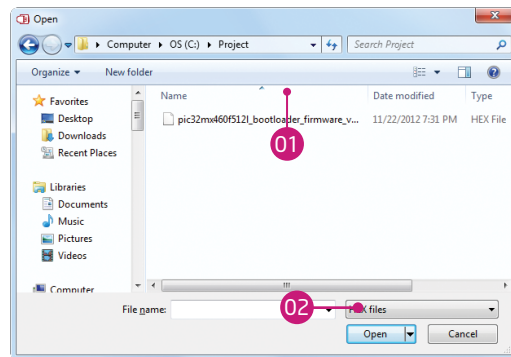 Open
Computer OS (C:) Project Search Project
Organize New folder
Favorites
Desktop
Downloads
Recent Places
Libraries
Documents
Music
Pictures
Videos
Computer
Name Date modified Type
pic32mx460f512l_bootloader_firmware_v... 11/22/2012 7:31 PM HEX File
01
File name: 02 HEX files
Open Cancel